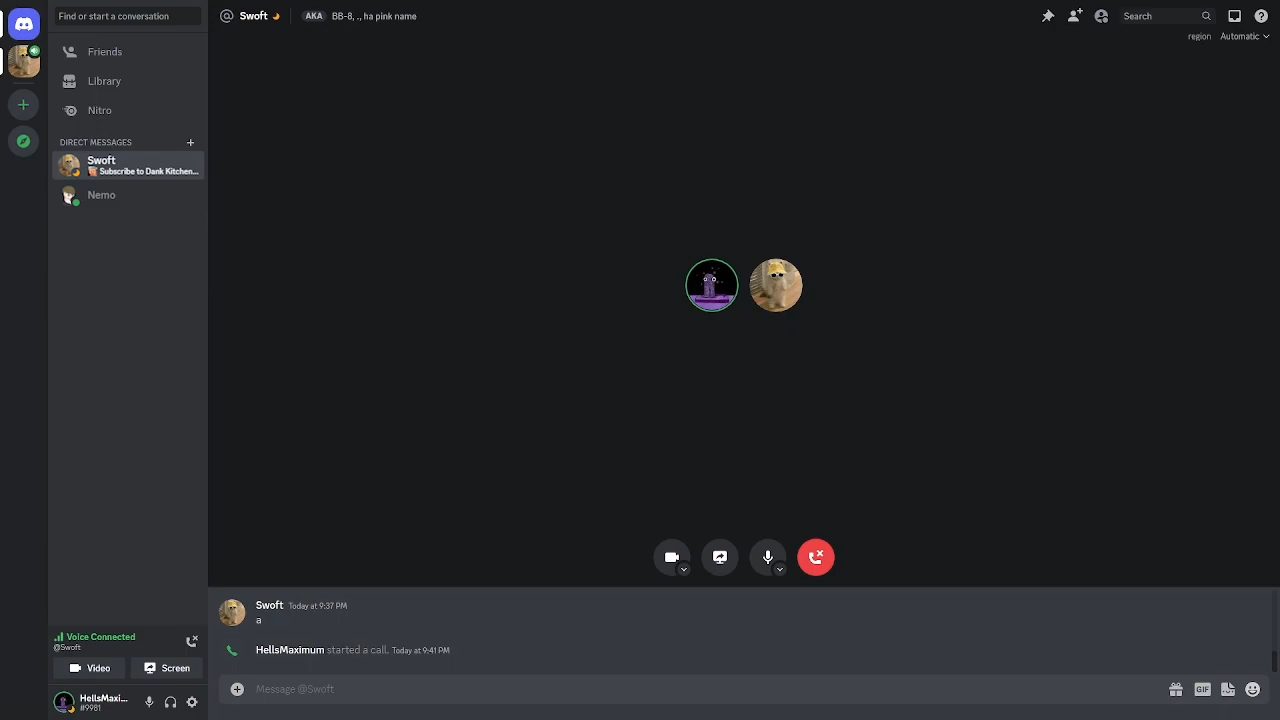 Find or start a conversation
Friends
Library
Nitro
DIRECT MESSAGES
Swoft
Subscribe to Dank Kitchen...
Nemo
Voice Connected
@Swoft
Video
Screen
HellsMaxi...
#9981
Swoft
AKA
BB-8, ., ha pink name
Search
region
Automatic
Swoft Today at 9:37 PM
a
HellsMaximum started a call. Today at 9:41 PM
Message @Swoft
GIF